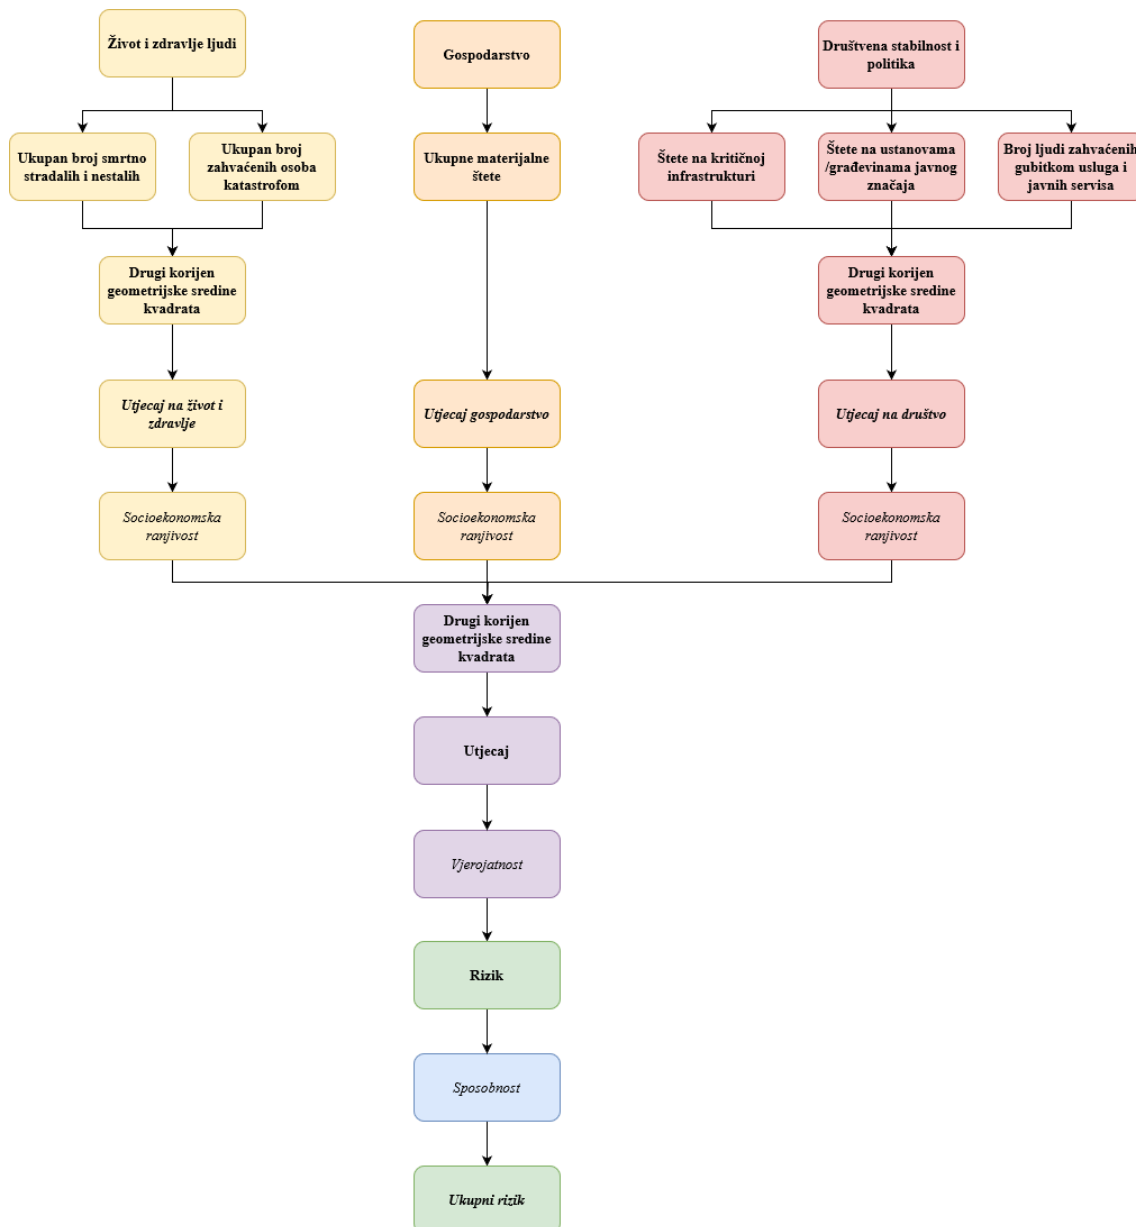 Život i zdravlje ljudi
Gospodarstvo
Društvena stabilnost i
politika
Ukupan broj smrtno
stradalih i nestalih
Ukupan broj
zahvaćenih osoba
katastrofom
Ukupne materijalne
štete
Štete na kritičnoj
infrastrukturi
Štete na ustanovama
/građevinama javnog
značaja
Broj ljudi zahvaćenih
gubitkom usluga i
javnih servisa
Drugi korijen
geometrijske sredine
kvadrata
Drugi korijen
geometrijske sredine
kvadrata
Utjecaj na život i
zdravlje
Utjecaj gospodarstvo
Utjecaj na društvo
Socioekonomska
ranjivost
Socioekonomska
ranjivost
Socioekonomska
ranjivost
Drugi korijen
geometrijske sredine
kvadrata
Utjecaj
Vjerojatnost
Rizik
Sposobnost
Ukupni rizik